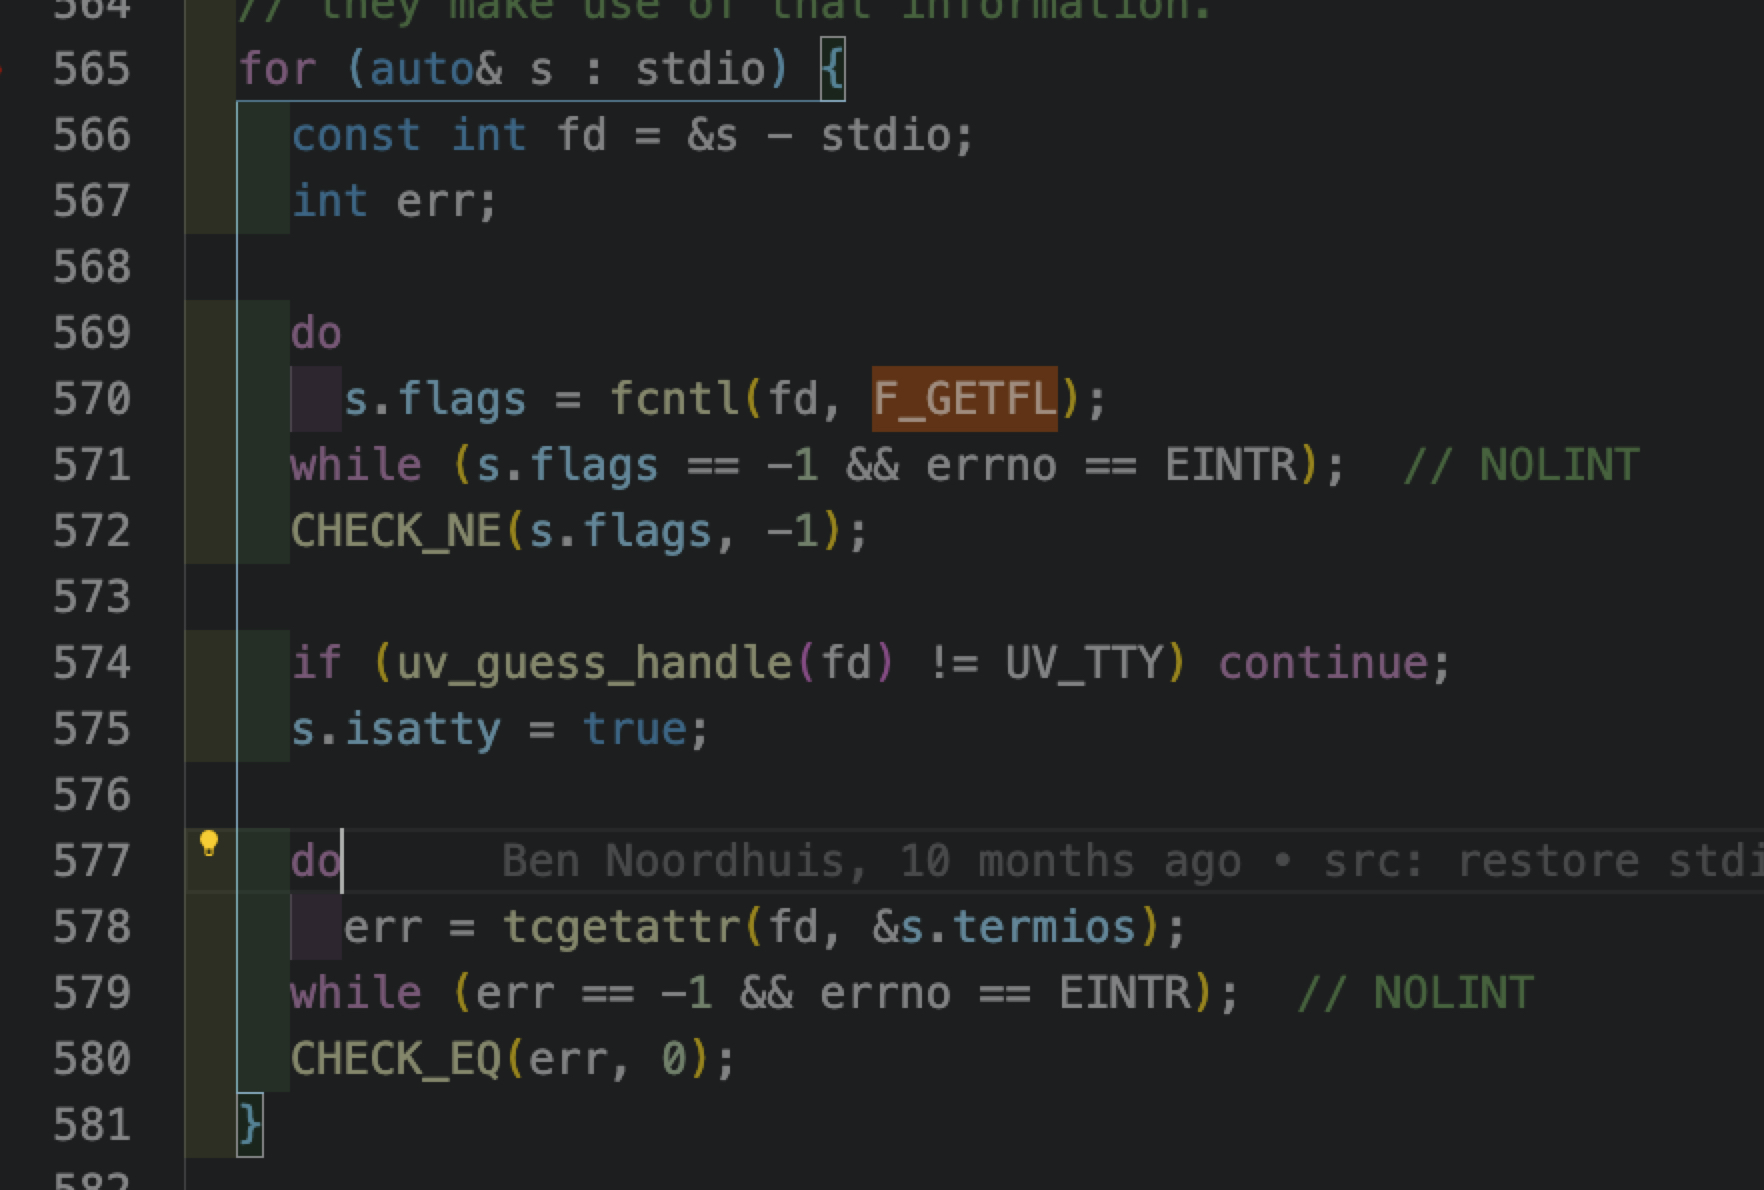 564 // they make use of that information.
565 for (auto& s : stdio) {
566 const int fd = &s - stdio;
567 int err;
568
569 do
570 s.flags = fcntl(fd, F_GETFL);
571 while (s.flags == -1 && errno == EINTR);  // NOLINT
572 CHECK_NE(s.flags, -1);
573
574 if (uv_guess_handle(fd) != UV_TTY) continue;
575 s.isatty = true;
576
577 do Ben Noordhuis, 10 months ago • src: restore stdi
578 err = tcgetattr(fd, &s.termios);
579 while (err == -1 && errno == EINTR);  // NOLINT
580 CHECK_EQ(err, 0);
581 }
582